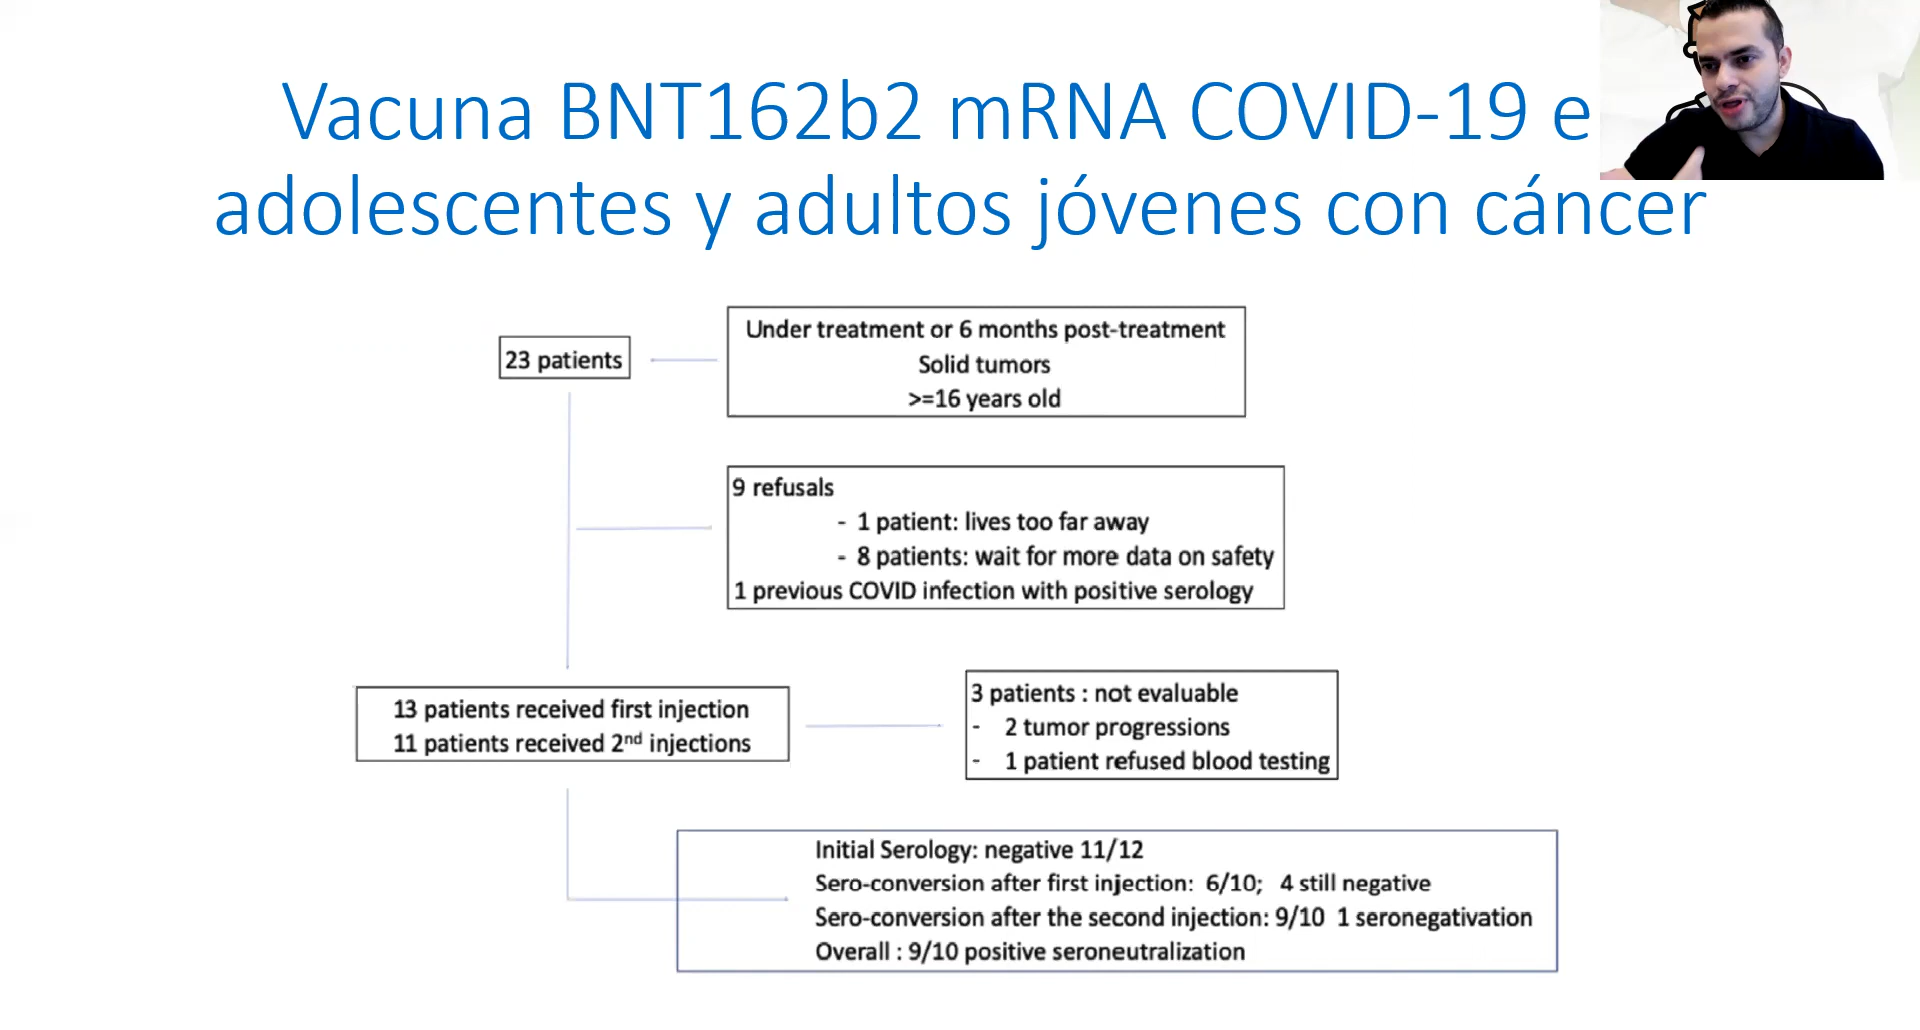 Vacuna BNT162b2 mRNA COVID-19 e
adolescentes y adultos jóvenes con cáncer
23 patients
Under treatment or 6 months post-treatment
Solid tumors
>=16 years old
9 refusals
- 1 patient: lives too far away
- 8 patients: wait for more data on safety
1 previous COVID infection with positive serology
13 patients received first injection
11 patients received 2nd injections
3 patients : not evaluable
- 2 tumor progressions
- 1 patient refused blood testing
Initial Serology: negative 11/12
Sero-conversion after first injection: 6/10; 4 still negative
Sero-conversion after the second injection: 9/10 1 seronegativation
Overall : 9/10 positive seroneutralization